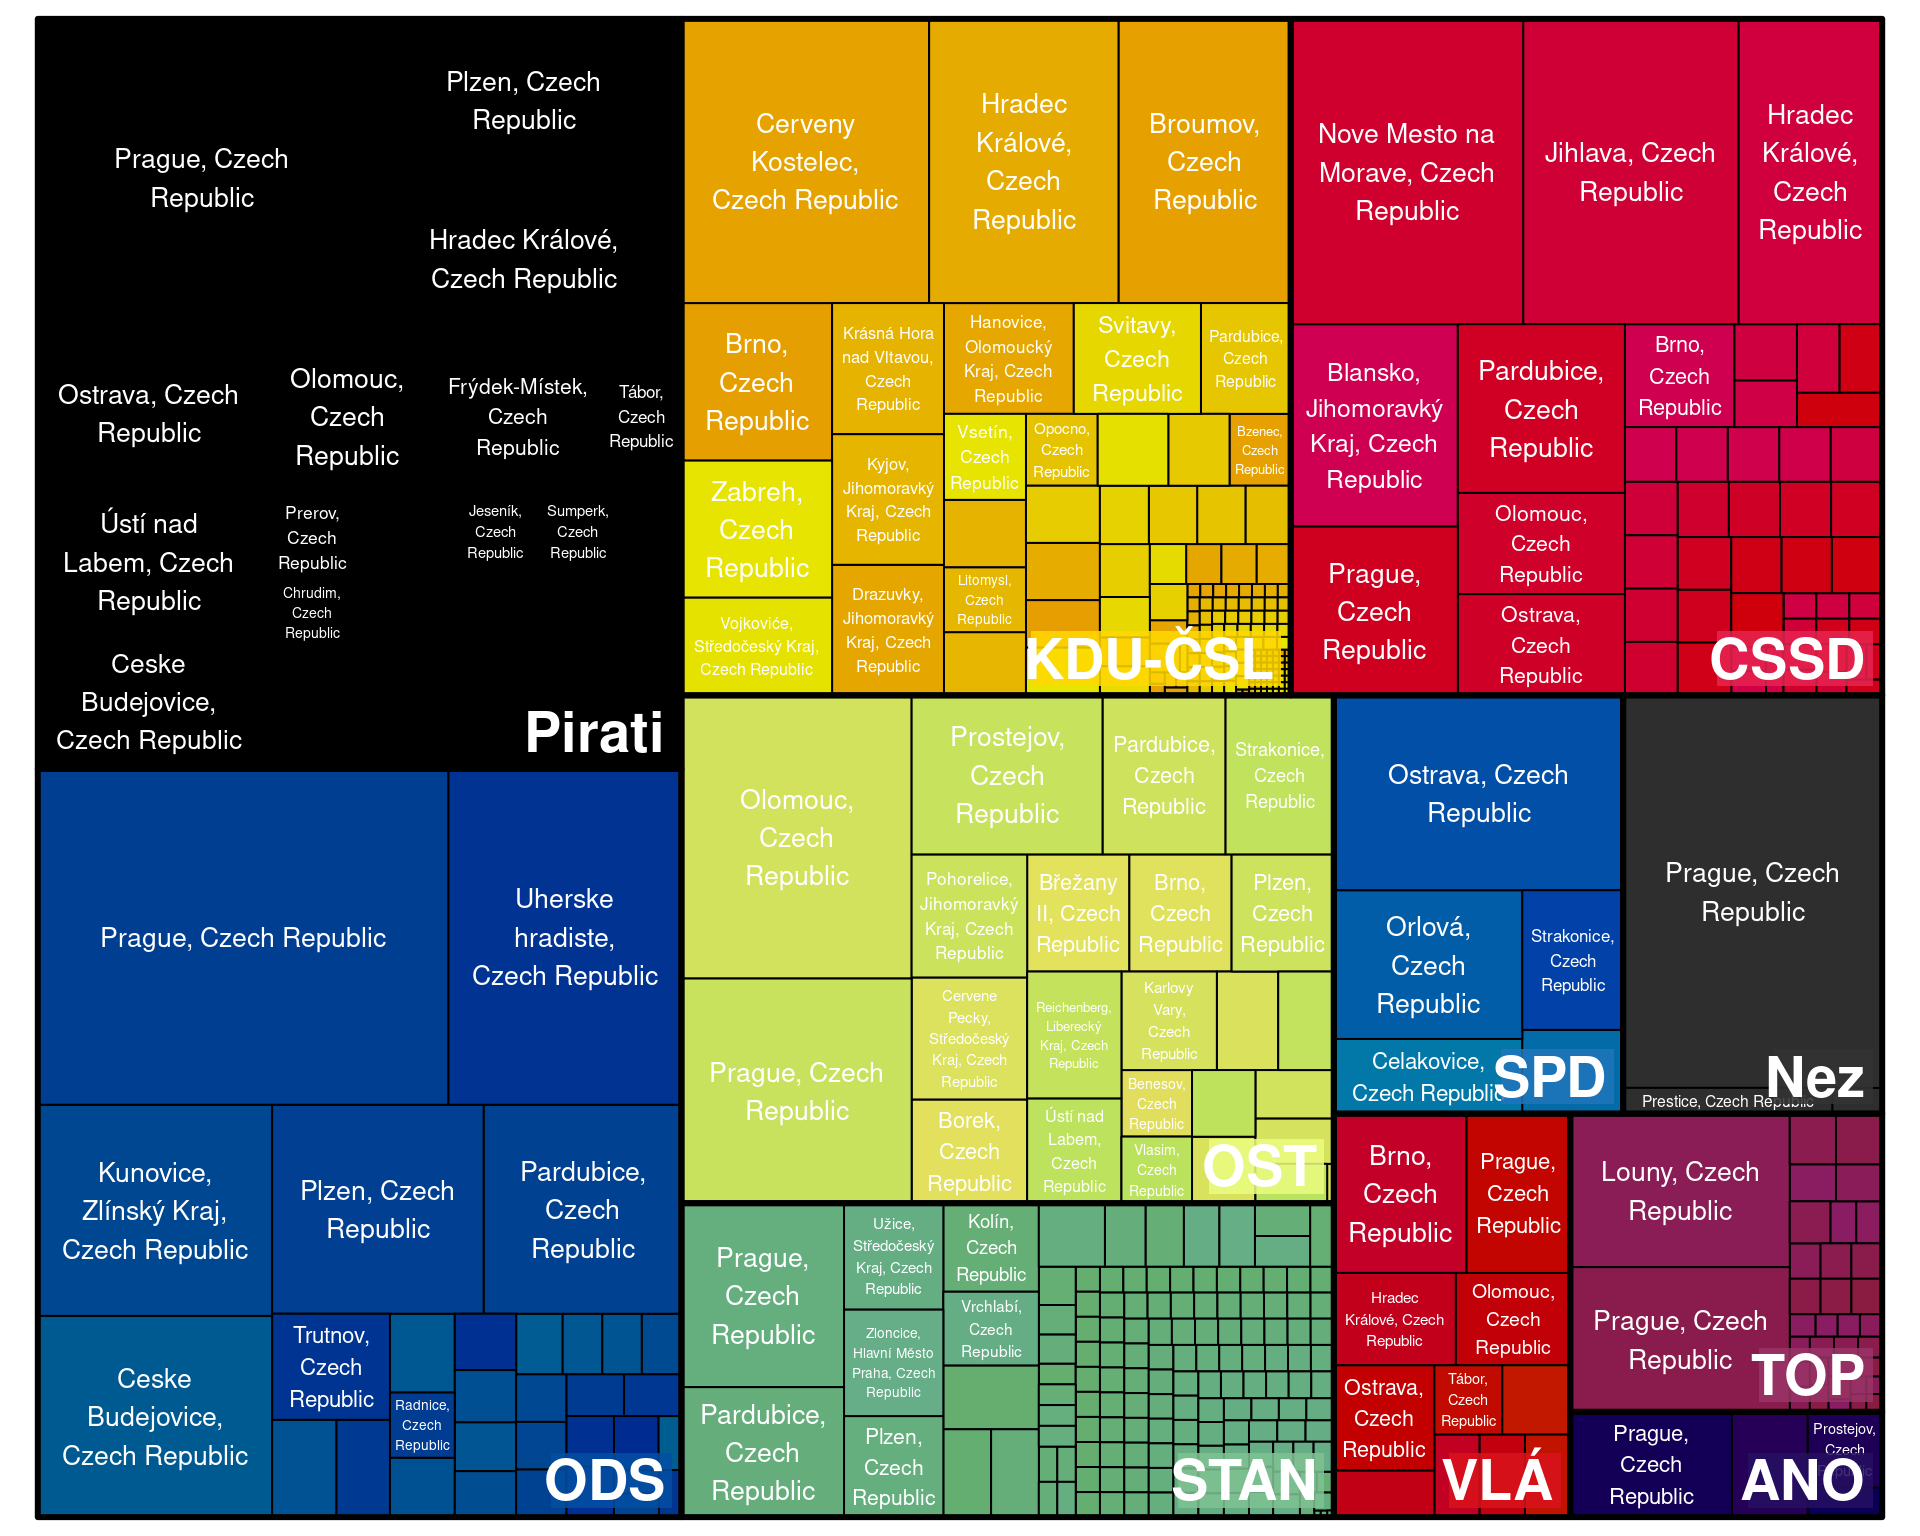 Prague, Czech
Republic
Plzen, Czech
Republic
Hradec Králové,
Czech Republic
Ostrava, Czech
Republic
Olomouc,
Czech
Republic
Frýdek-Místek,
Czech
Republic
Tábor,
Czech
Republic
Ústí nad
Labem, Czech
Republic
Prerov,
Czech
Republic
Jeseník,
Czech
Republic
Sumperk,
Czech
Republic
Chrudim,
Czech
Republic
Ceske
Budejovice,
Czech Republic
Pirati
Cerveny
Kostelec,
Czech Republic
Hradec
Králové,
Czech
Republic
Broumov,
Czech
Republic
Brno,
Czech
Republic
Krásná Hora
nad Vltavou,
Czech
Republic
Hanovice,
Olomoucký
Kraj, Czech
Republic
Svitavy,
Czech
Republic
Pardubice,
Czech
Republic
Zabreh,
Czech
Republic
Kyjov,
Jihomoravký
Kraj, Czech
Republic
Vsetín,
Czech
Republic
Opocno,
Czech
Republic
Bzenec,
Czech
Republic
Vojkoviće,
Středočeský Kraj,
Czech Republic
Drazuvky,
Jihomoravký
Kraj, Czech
Republic
Litomysl,
Czech
Republic
KDU-ČSL
Nove Mesto na
Morave, Czech
Republic
Jihlava, Czech
Republic
Hradec
Králové,
Czech
Republic
Blansko,
Jihomoravký
Kraj, Czech
Republic
Pardubice,
Czech
Republic
Brno,
Czech
Republic
Prague,
Czech
Republic
Olomouc,
Czech
Republic
Ostrava,
Czech
Republic
CSSD
Prague, Czech Republic
Uherske
hradiste,
Czech Republic
Kunovice,
Zlínský Kraj,
Czech Republic
Plzen, Czech
Republic
Pardubice,
Czech
Republic
Ceske
Budejovice,
Czech Republic
Trutnov,
Czech
Republic
Radnice,
Czech
Republic
ODS
Olomouc,
Czech
Republic
Prostejov,
Czech
Republic
Pardubice,
Czech
Republic
Strakonice,
Czech
Republic
Pohorelice,
Jihomoravký
Kraj, Czech
Republic
Břežany
II, Czech
Republic
Brno,
Czech
Republic
Plzen,
Czech
Republic
Prague, Czech
Republic
Cervene
Pecky,
Středočeský
Kraj, Czech
Republic
Reichenberg,
Liberecký
Kraj, Czech
Republic
Karlovy
Vary,
Czech
Republic
Borek,
Czech
Republic
Ústí nad
Labem,
Czech
Republic
Benesov,
Czech
Republic
Vlasim,
Czech
Republic
OST
Prague,
Czech
Republic
Užice,
Středočeský
Kraj, Czech
Republic
Kolín,
Czech
Republic
Zloncice,
Hlavní Město
Praha, Czech
Republic
Vrchlabí,
Czech
Republic
Pardubice,
Czech
Republic
Plzen,
Czech
Republic
STAN
Ostrava, Czech
Republic
Orlová,
Czech
Republic
Strakonice,
Czech
Republic
Celakovice,
Czech Republic
SPD
Prague, Czech
Republic
Prestice, Czech Republic
Nez
Brno,
Czech
Republic
Prague,
Czech
Republic
Hradec
Králové, Czech
Republic
Olomouc,
Czech
Republic
Ostrava,
Czech
Republic
Tábor,
Czech
Republic
VLÁ
Louny, Czech
Republic
Prague, Czech
Republic
TOP
Prague,
Czech
Republic
Prostejov,
Czech
Republic
ANO